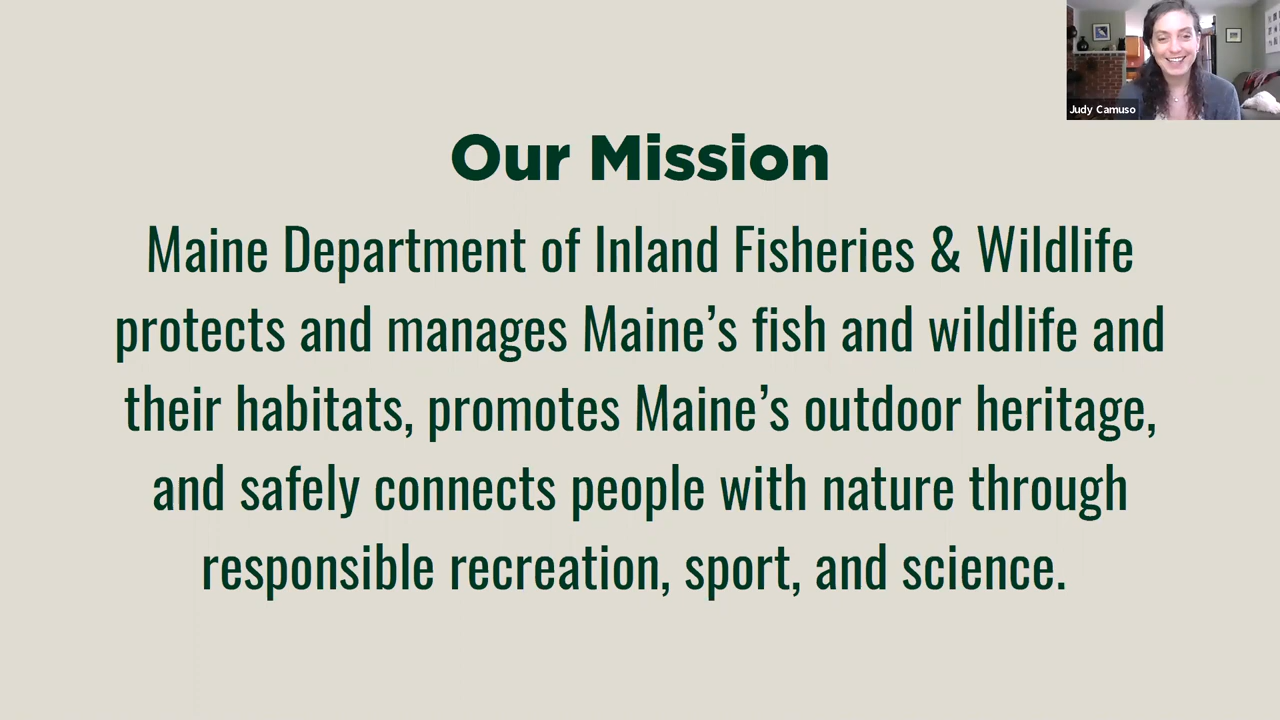 Judy Camuso
Our Mission
Maine Department of Inland Fisheries & Wildlife
protects and manages Maine’s fish and wildlife and
their habitats, promotes Maine’s outdoor heritage,
and safely connects people with nature through
responsible recreation, sport, and science.